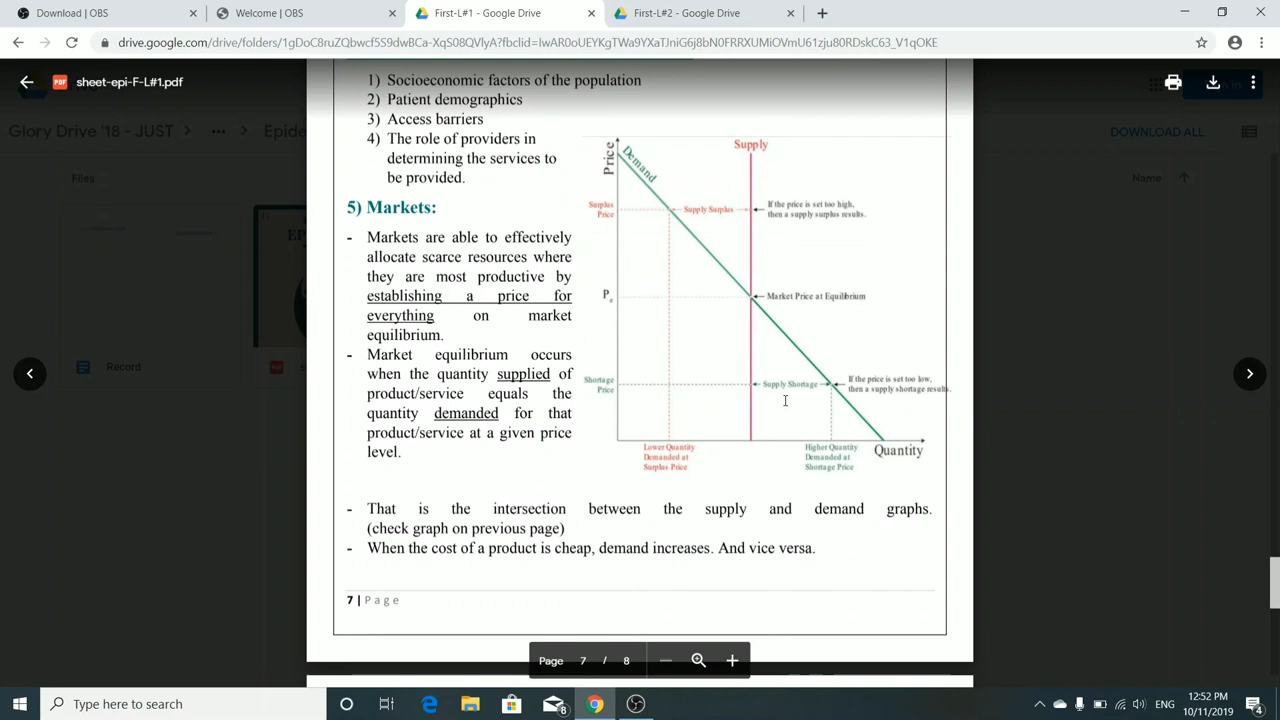 Download | OBS
Welcome | OBS
First-L#1 - Google Drive
First-L#2 - Google Drive
drive.google.com/drive/folders/1gDoC8ruZQbwcf5S9dwBCa-XqS08QVlyA?fbclid=IwAR0oUEYKgTWa9YXaTJniG6j8bN0FRRXUMiOVmU61zju80RDskC63_V1qOKE
PDF sheet-epi-F-L#1.pdf
Glory Drive '18 - JUST
DOWNLOAD ALL
Files
Name
Record
PDF
1) Socioeconomic factors of the population
2) Patient demographics
3) Access barriers
4) The role of providers in
determining the services to
be provided.
5) Markets:
- Markets are able to effectively
allocate scarce resources where
they are most productive by
establishing a price for
everything on market
equilibrium.
- Market equilibrium occurs
when the quantity supplied of
product/service equals the
quantity demanded for that
product/service at a given price
level.
Price
Demand
Supply
Surplus
Price
Supply Surplus
If the price is set too high,
then a supply surplus results.
Pe
Market Price at Equilibrium
Shortage
Price
Supply Shortage
If the price is set too low,
then a supply shortage results.
Lower Quantity
Demanded at
Surplus Price
Higher Quantity
Demanded at
Shortage Price
Quantity
- That is the intersection between the supply and demand graphs.
(check graph on previous page)
- When the cost of a product is cheap, demand increases. And vice versa.
7 | Page
Page 7 / 8
Type here to search
8
ENG
12:52 PM
10/11/2019
4